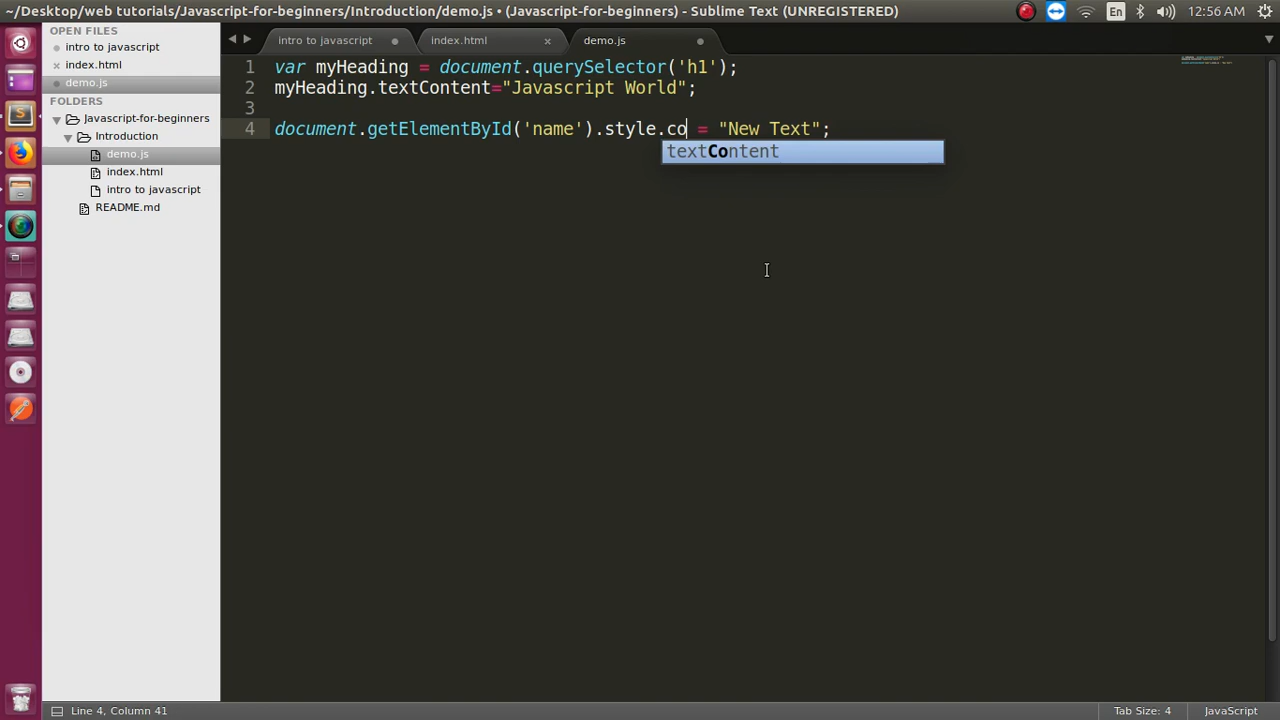 ~/Desktop/web tutorials/Javascript-for-beginners/Introduction/demo.js • (Javascript-for-beginners) - Sublime Text (UNREGISTERED)
En
12:56 AM
OPEN FILES
intro to javascript
index.html
demo.js
FOLDERS
Javascript-for-beginners
Introduction
demo.js
index.html
intro to javascript
README.md
intro to javascript
index.html
demo.js
1 var myHeading = document.querySelector('h1');
2 myHeading.textContent="Javascript World";
3
4 document.getElementById('name').style.co = "New Text";
textContent
Line 4, Column 41
Tab Size: 4
JavaScript